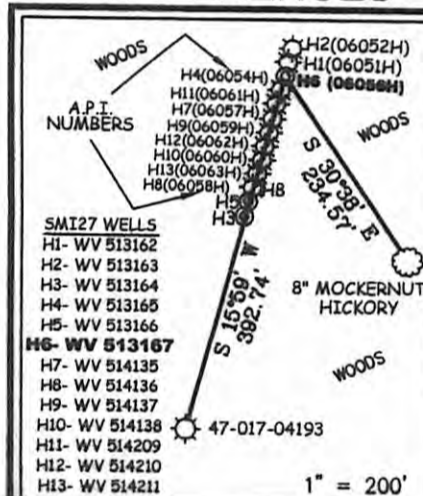 WOODS
H2(06052H)
H1(06051H)
H6 (06056H)
H4(06054H)
H11(06061H)
H7(06057H)
H9(06059H)
H12(06062H)
H10(06060H)
H13(06063H)
H8(06058H)
A.P.I.
NUMBERS
WOODS
S 30°38' E
234.57'
H8
H5
H3
S 15°59' W
392.74'
8" MOCKERNUT
HICKORY
WOODS
SMI27 WELLS
H1- WV 513162
H2- WV 513163
H3- WV 513164
H4- WV 513165
H5- WV 513166
H6- WV 513167
H7- WV 514135
H8- WV 514136
H9- WV 514137
H10- WV 514138
H11- WV 514209
H12- WV 514210
H13- WV 514211
47-017-04193
1" = 200'